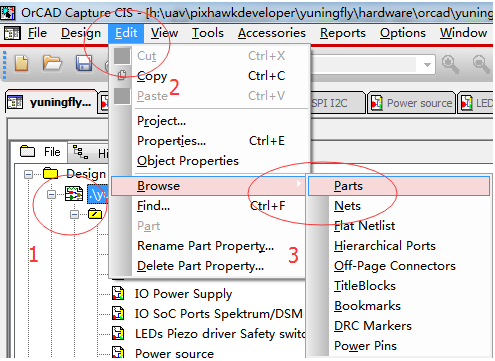 OrCAD Capture CIS - [h:\uav\pixhawkdeveloper\yuningfly\hardware\orcad\yuning
File Design Edit View Tools Accessories Reports Options Window
yuningfly... SPI I2C Power source LED
File Hi
Design
.\yu
1
2
3
Cut Ctrl+X
Copy Ctrl+C
Paste Ctrl+V
Project...
Properties... Ctrl+E
Object Properties
Browse
Find... Ctrl+F
Part
Rename Part Property...
Delete Part Property...
Parts
Nets
Flat Netlist
Hierarchical Ports
Off-Page Connectors
TitleBlocks
Bookmarks
DRC Markers
Power Pins
IO Power Supply
IO SoC Ports Spektrum/DSM
LEDs Piezo driver Safety switc
Power source